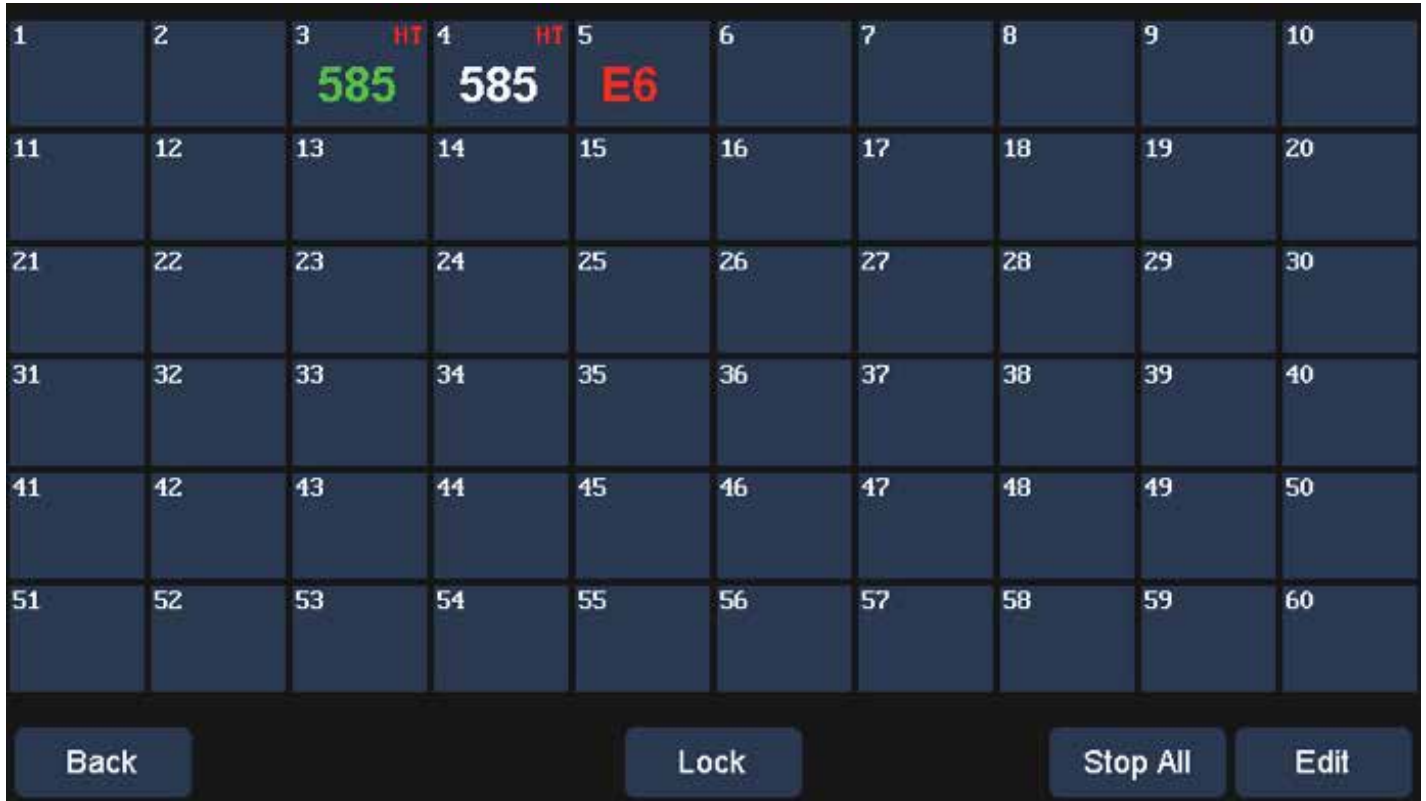 1 2 3 HT 4 HT 5 6 7 8 9 10
585 585 E6
11 12 13 14 15 16 17 18 19 20
21 22 23 24 25 26 27 28 29 30
31 32 33 34 35 36 37 38 39 40
41 42 43 44 45 46 47 48 49 50
51 52 53 54 55 56 57 58 59 60
Back Lock Stop All Edit